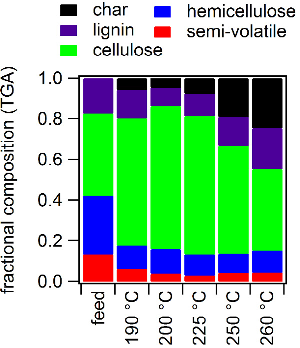 char
lignin
cellulose
hemicellulose
semi-volatile
fractional composition (TGA)
1.0
0.8
0.6
0.4
0.2
0.0
feed
190 °C
200 °C
225 °C
250 °C
260 °C